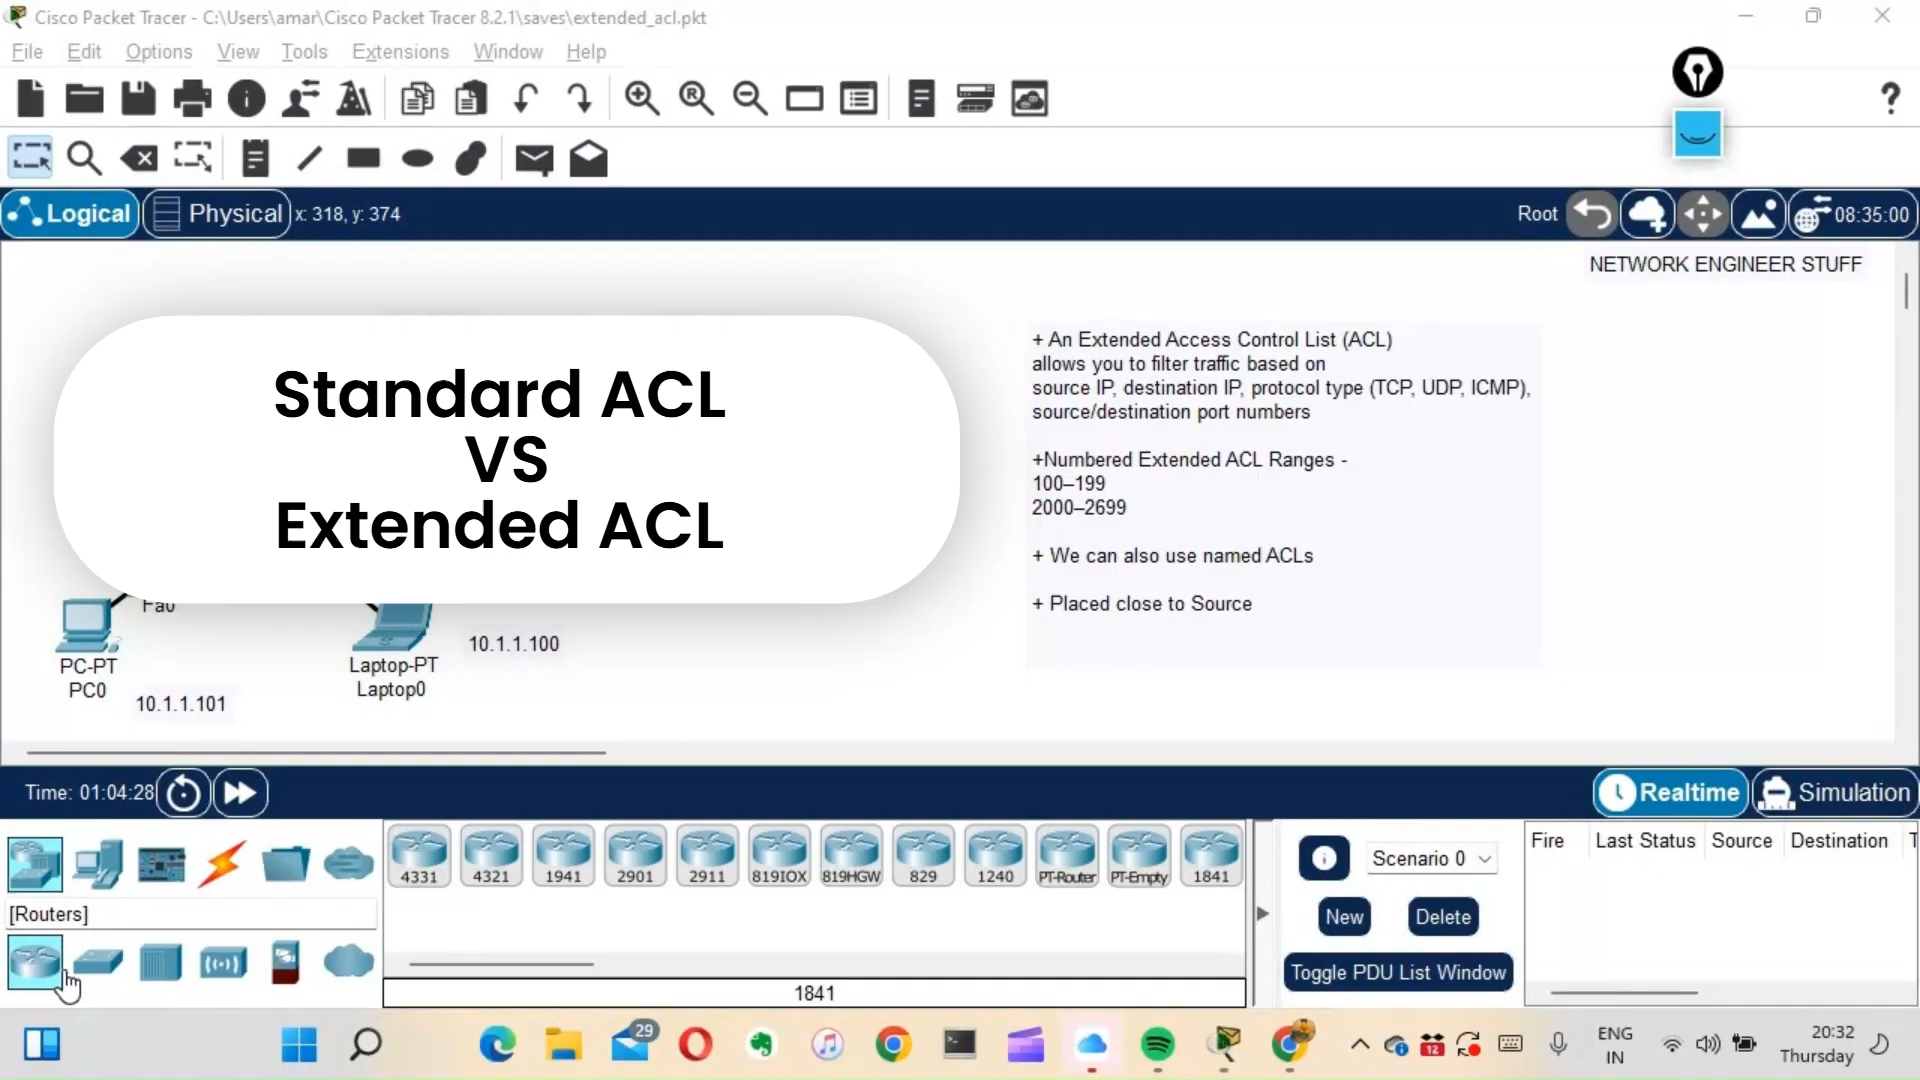 Cisco Packet Tracer - C:\Users\amar\Cisco Packet Tracer 8.2.1\saves\extended_acl.pkt
File Edit Options View Tools Extensions Window Help
?
Logical Physical x: 318, y: 374 Root 08:35:00
NETWORK ENGINEER STUFF
Standard ACL
VS
Extended ACL
+ An Extended Access Control List (ACL)
allows you to filter traffic based on
source IP, destination IP, protocol type (TCP, UDP, ICMP),
source/destination port numbers
+Numbered Extended ACL Ranges -
100–199
2000–2699
+ We can also use named ACLs
+ Placed close to Source
Fa0
PC-PT
PC0
10.1.1.101
Laptop-PT
Laptop0
10.1.1.100
Time: 01:04:28 Realtime Simulation
[Routers]
4331 4321 1941 2901 2911 819IOX 819HGW 829 1240 PT-Router PT-Empty 1841
1841
Scenario 0
New Delete
Toggle PDU List Window
Fire Last Status Source Destination T
29
12
ENG
IN
20:32
Thursday